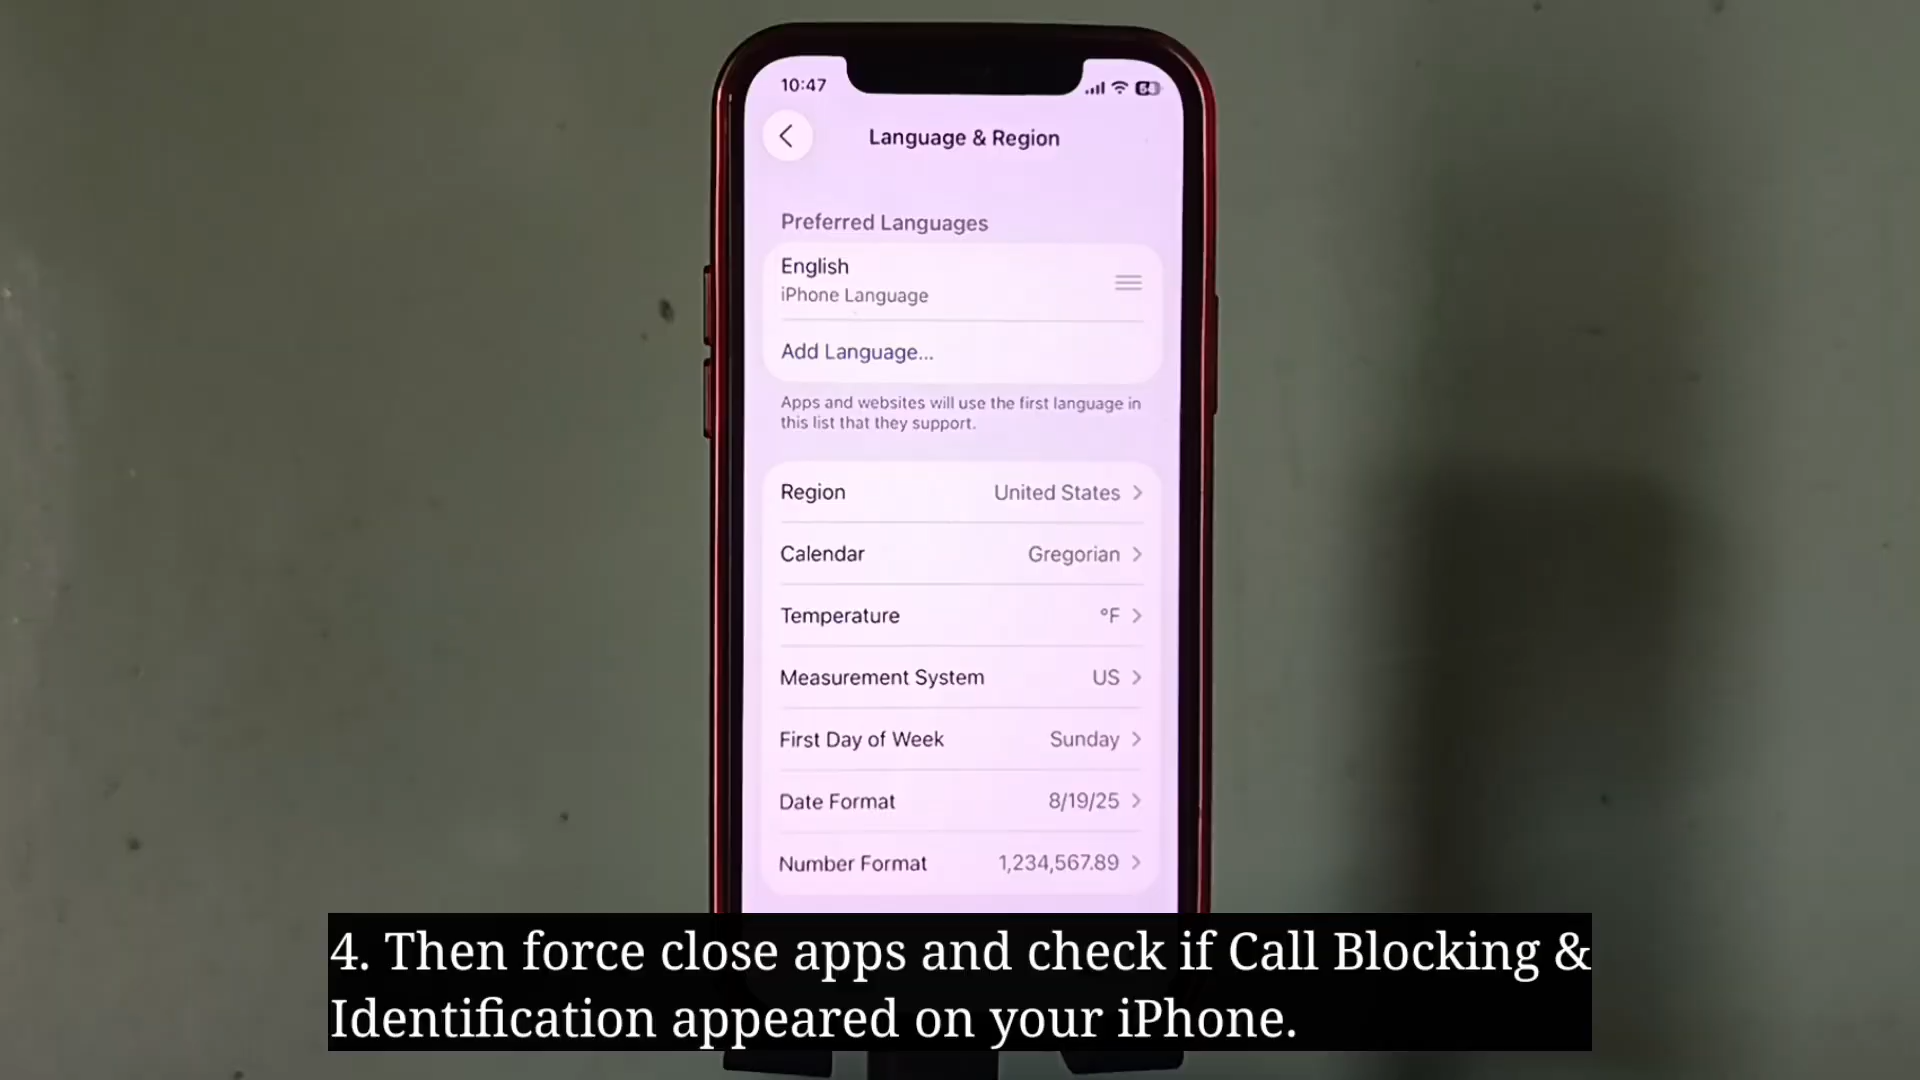 10:47
Language & Region
Preferred Languages
English
iPhone Language
Add Language...
Apps and websites will use the first language in
this list that they support.
Region United States
Calendar Gregorian
Temperature °F
Measurement System US
First Day of Week Sunday
Date Format 8/19/25
Number Format 1,234,567.89
4. Then force close apps and check if Call Blocking &
Identification appeared on your iPhone.